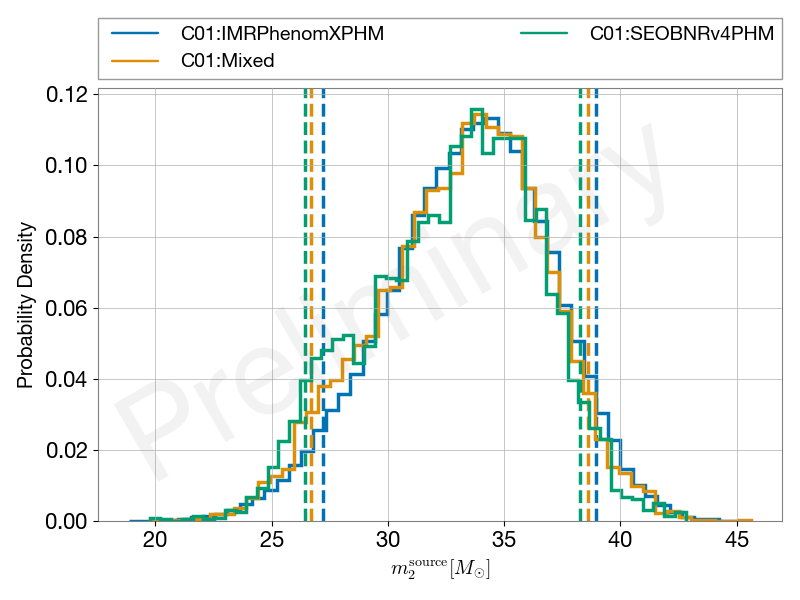 C01:IMRPhenomXPHM
C01:SEOBNRv4PHM
C01:Mixed
0.12
0.10
0.08
0.06
0.04
0.02
0.00
Probability Density
Preliminary
20 25 30 35 40 45
m₂^source [M_⊙]